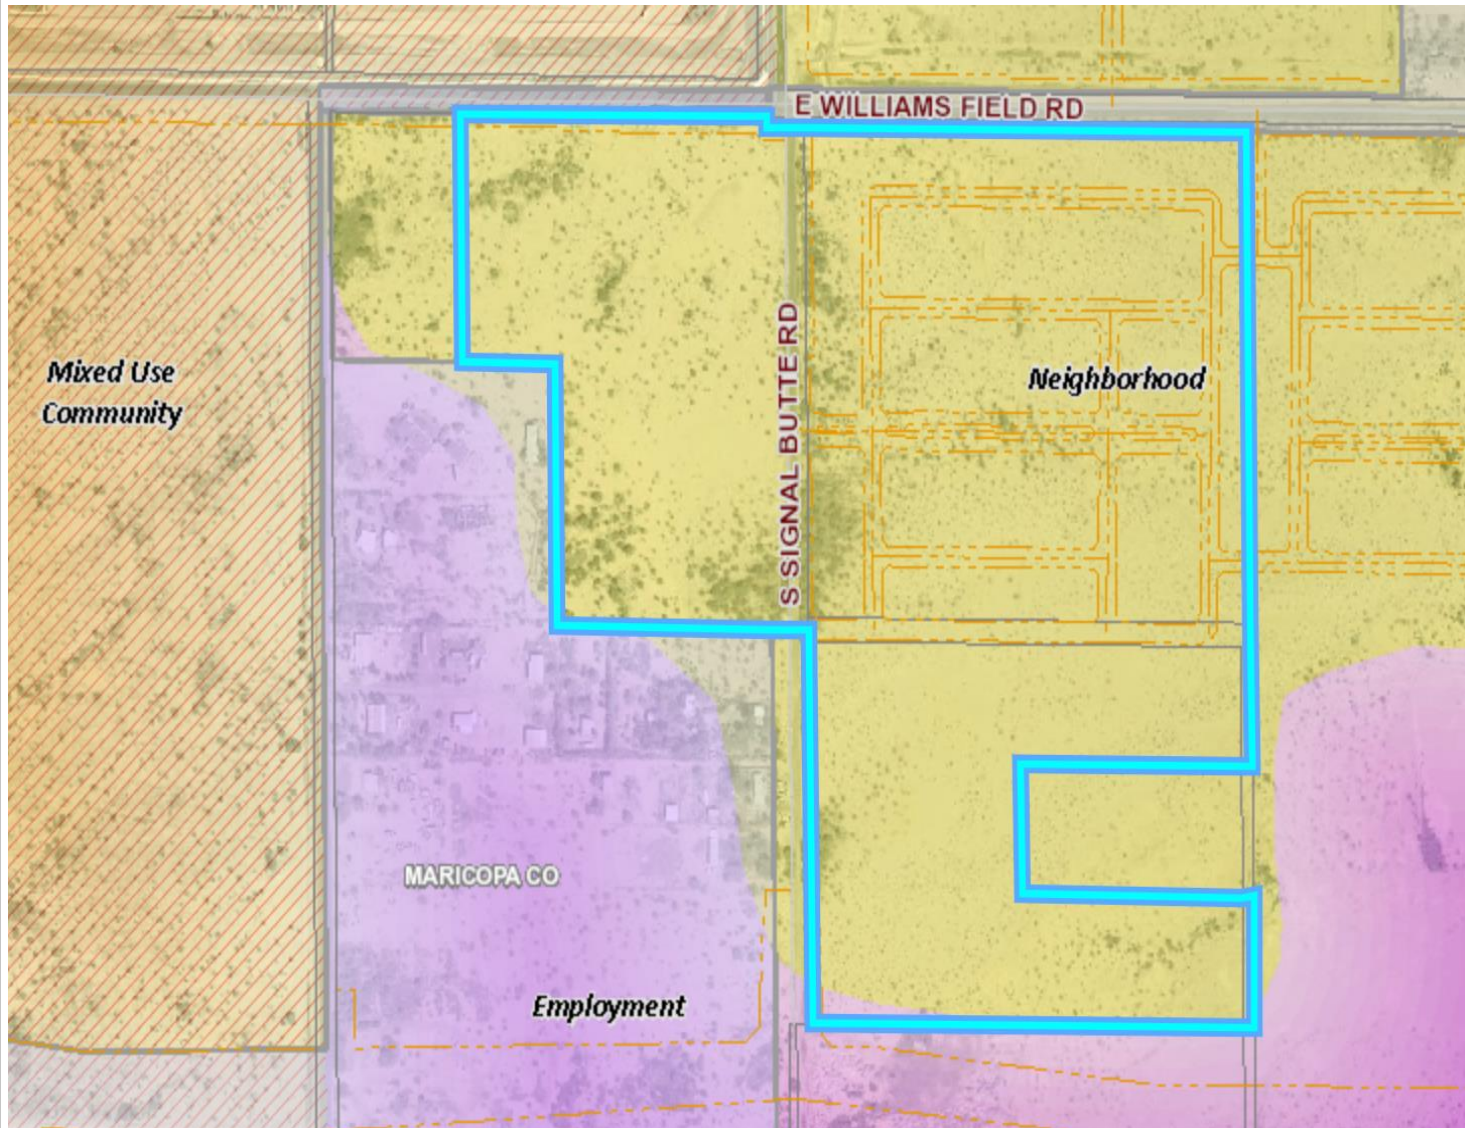 E WILLIAMS FIELD RD
S SIGNAL BUTTE RD
Mixed Use
Community
Neighborhood
MARICOPA CO
Employment